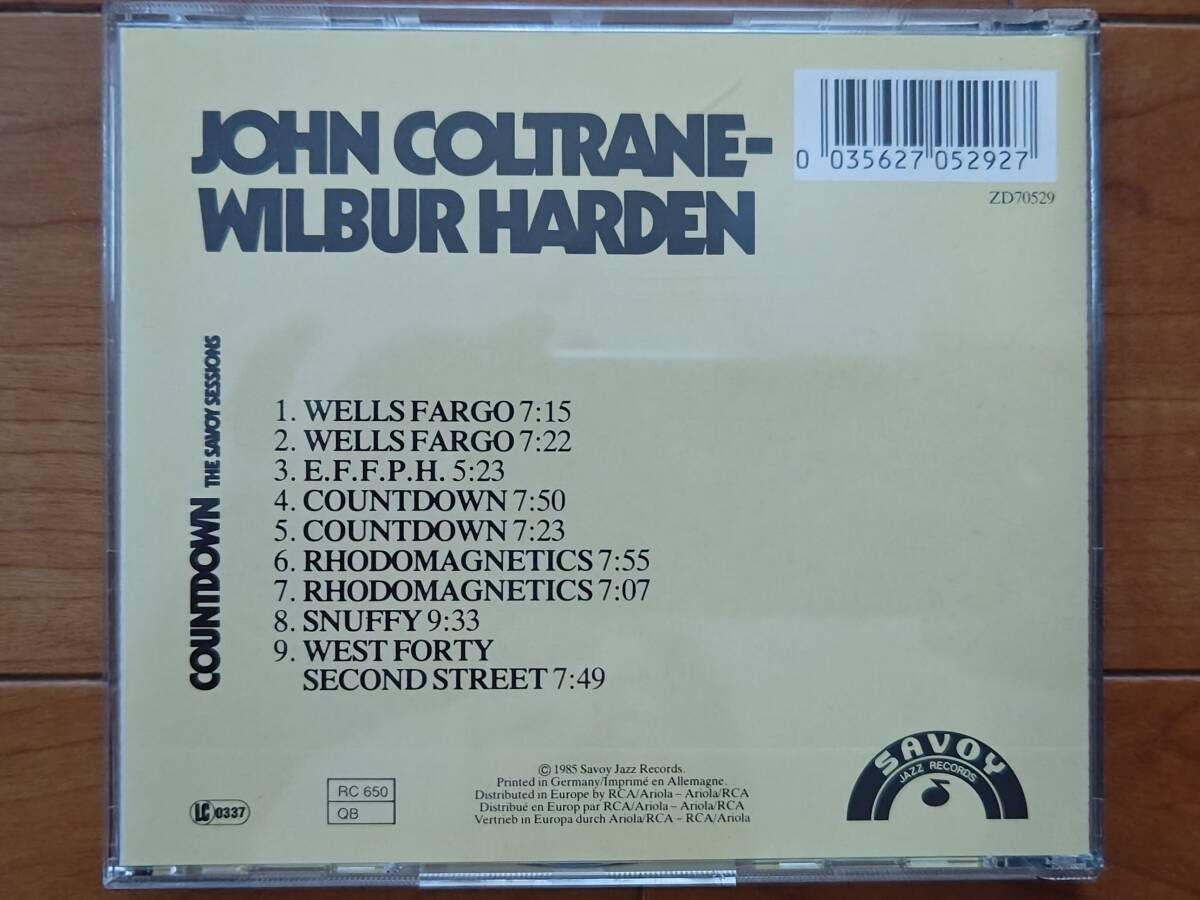 JOHN COLTRANE-
WILBUR HARDEN
0 035627 052927
ZD70529
COUNTDOWN THE SAVOY SESSIONS
1. WELLS FARGO 7:15
2. WELLS FARGO 7:22
3. E.F.F.P.H. 5:23
4. COUNTDOWN 7:50
5. COUNTDOWN 7:23
6. RHODOMAGNETICS 7:55
7. RHODOMAGNETICS 7:07
8. SNUFFY 9:33
9. WEST FORTY
SECOND STREET 7:49
LC 0337
RC 650
QB
© 1985 Savoy Jazz Records.
Printed in Germany/Imprimé en Allemagne.
Distributed in Europe by RCA/Ariola – Ariola/RCA
Distribué en Europ par RCA/Ariola – Ariola/RCA
Vertrieb in Europa durch Ariola/RCA – RCA/Ariola
SAVOY
JAZZ RECORDS